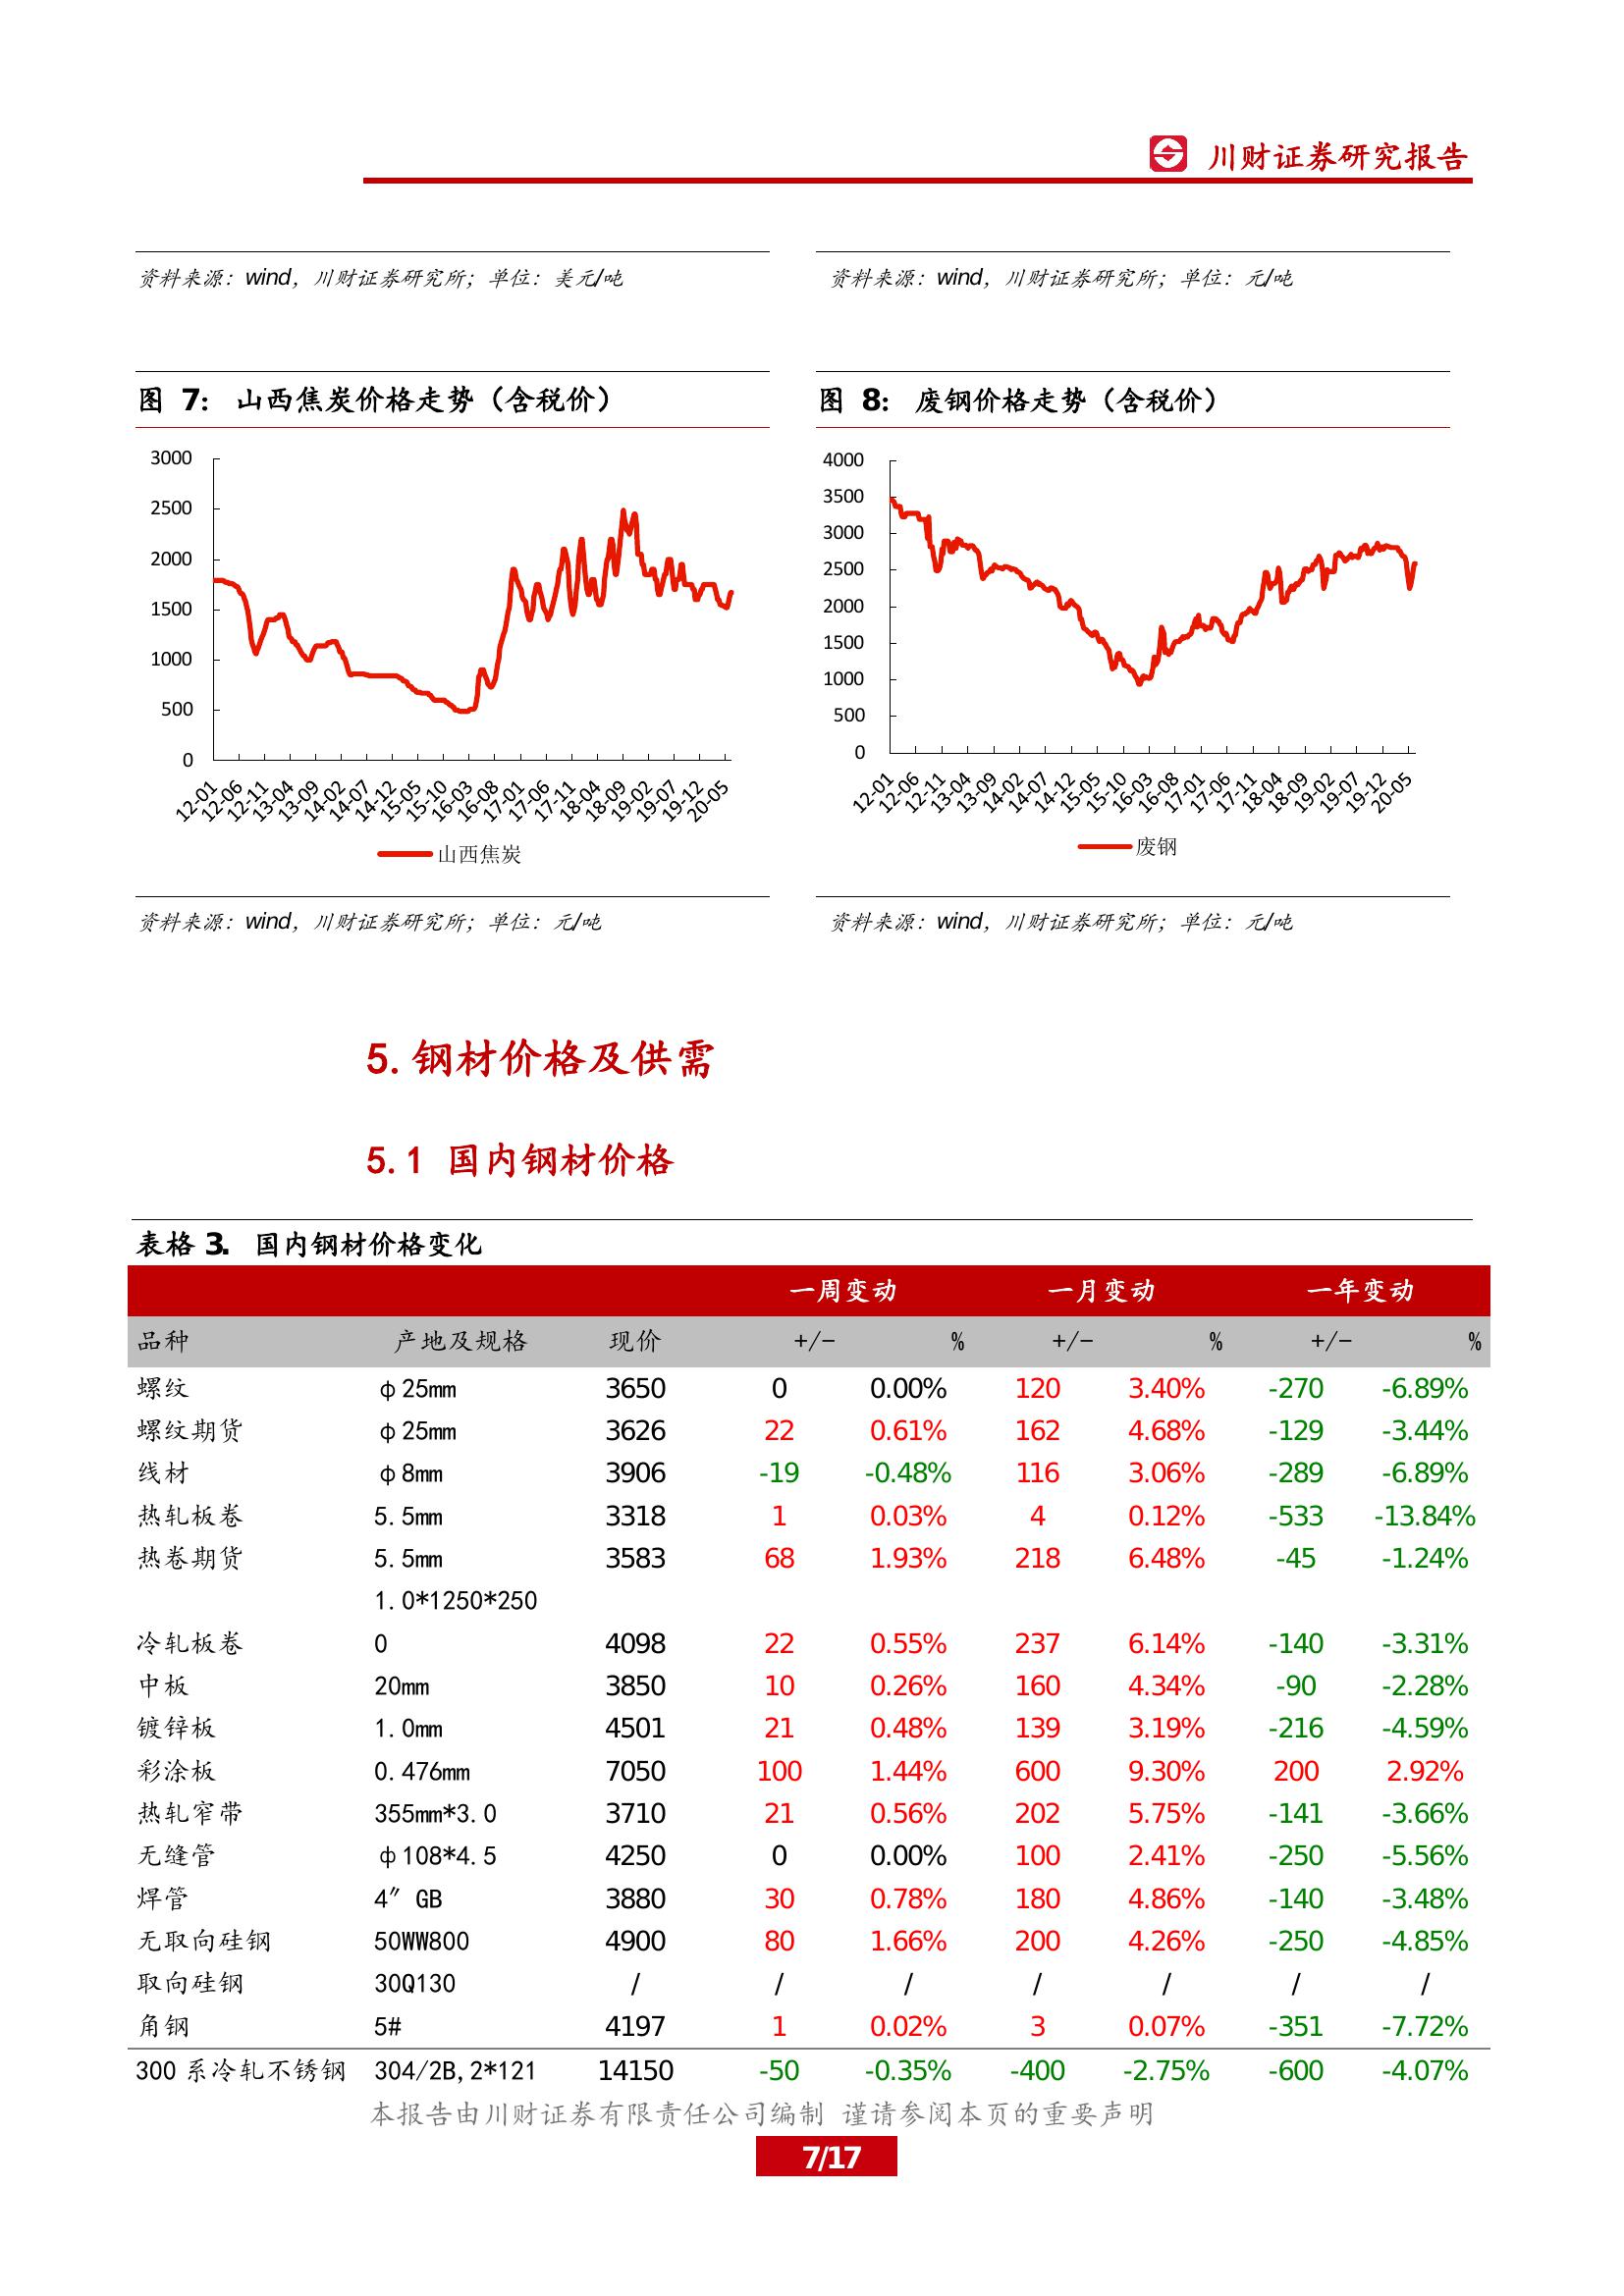 川财证券研究报告
资料来源：wind，川财证券研究所；单位：美元/吨
资料来源：wind，川财证券研究所；单位：元/吨
图 7： 山西焦炭价格走势（含税价）
3000
2500
2000
1500
1000
500
0
12-01 12-06 12-11 13-04 13-09 14-02 14-07 14-12 15-05 15-10 16-03 16-08 17-01 17-06 17-11 18-04 18-09 19-02 19-07 19-12 20-05
山西焦炭
图 8： 废钢价格走势（含税价）
4000
3500
3000
2500
2000
1500
1000
500
0
12-01 12-06 12-11 13-04 13-09 14-02 14-07 14-12 15-05 15-10 16-03 16-08 17-01 17-06 17-11 18-04 18-09 19-02 19-07 19-12 20-05
废钢
资料来源：wind，川财证券研究所；单位：元/吨
资料来源：wind，川财证券研究所；单位：元/吨
5.钢材价格及供需
5.1 国内钢材价格
表格 3. 国内钢材价格变化
一周变动 一月变动 一年变动
品种 产地及规格 现价 +/- % +/- % +/- %
螺纹 φ25mm 3650 0 0.00% 120 3.40% -270 -6.89%
螺纹期货 φ25mm 3626 22 0.61% 162 4.68% -129 -3.44%
线材 φ8mm 3906 -19 -0.48% 116 3.06% -289 -6.89%
热轧板卷 5.5mm 3318 1 0.03% 4 0.12% -533 -13.84%
热卷期货 5.5mm 3583 68 1.93% 218 6.48% -45 -1.24%
1.0*1250*250
冷轧板卷 0 4098 22 0.55% 237 6.14% -140 -3.31%
中板 20mm 3850 10 0.26% 160 4.34% -90 -2.28%
镀锌板 1.0mm 4501 21 0.48% 139 3.19% -216 -4.59%
彩涂板 0.476mm 7050 100 1.44% 600 9.30% 200 2.92%
热轧窄带 355mm*3.0 3710 21 0.56% 202 5.75% -141 -3.66%
无缝管 φ108*4.5 4250 0 0.00% 100 2.41% -250 -5.56%
焊管 4″ GB 3880 30 0.78% 180 4.86% -140 -3.48%
无取向硅钢 50WW800 4900 80 1.66% 200 4.26% -250 -4.85%
取向硅钢 30Q130 / / / / / / /
角钢 5# 4197 1 0.02% 3 0.07% -351 -7.72%
300 系冷轧不锈钢 304/2B,2*121 14150 -50 -0.35% -400 -2.75% -600 -4.07%
本报告由川财证券有限责任公司编制 谨请参阅本页的重要声明
7/17